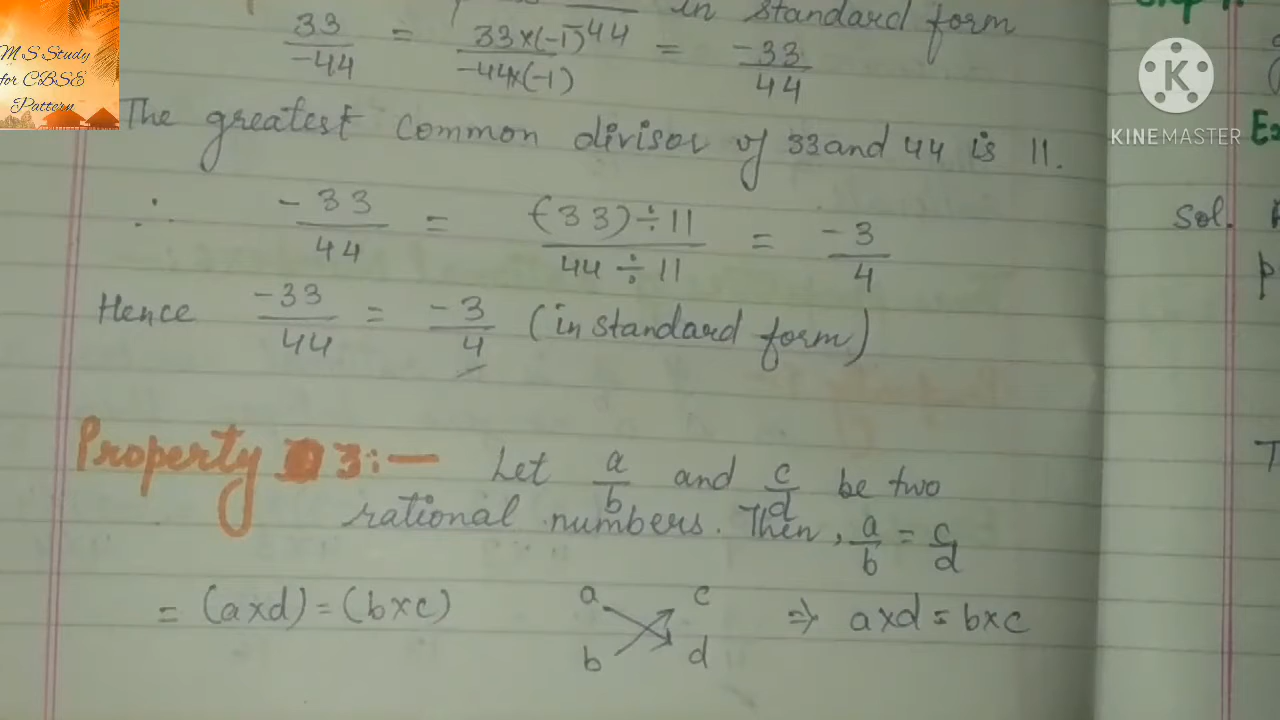 in standard form
33/-44 = 33×(-1) 44/-44×(-1) = -33/44
The greatest common divisor of 33 and 44 is 11.
∴ -33/44 = (-33)÷11/44÷11 = -3/4
Hence -33/44 = -3/4 (in standard form)
Property 3:— Let a/b and c/d be two
rational numbers. Then, a/b = c/d
= (a×d) = (b×c)
a c
b d
⇒ a×d = b×c
Sol.
M S Study
for CBSE
Pattern
K
KINEMASTER